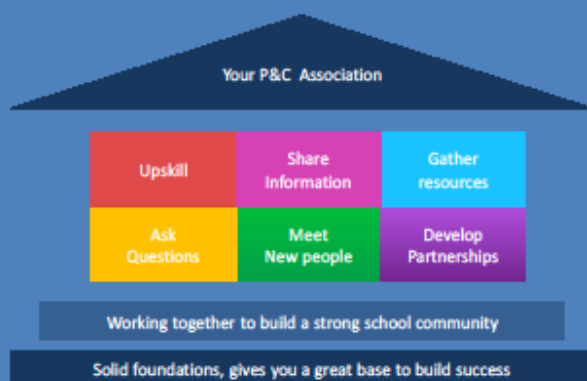 Your P&C Association
Upskill
Share
Information
Gather
resources
Ask
Questions
Meet
New people
Develop
Partnerships
Working together to build a strong school community
Solid foundations, gives you a great base to build success